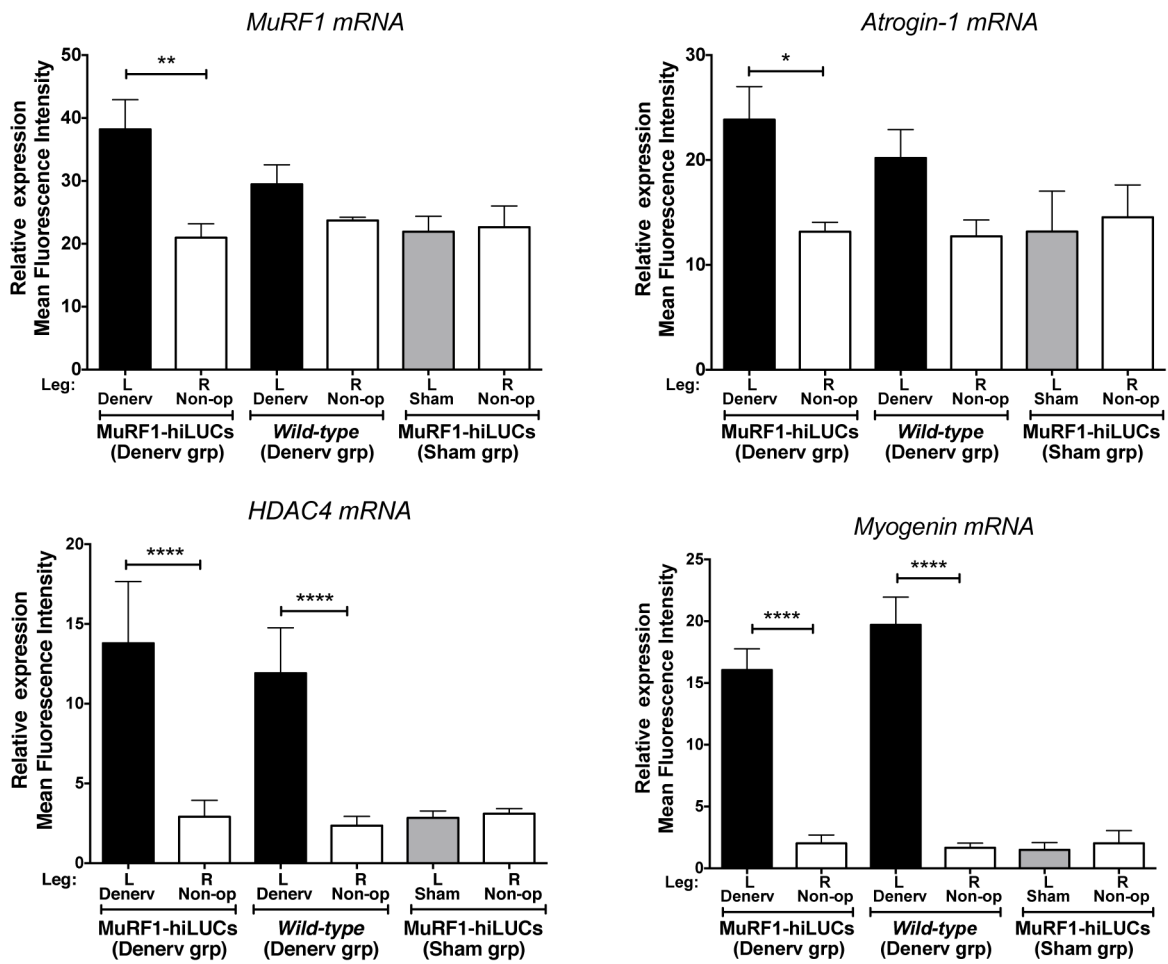 MuRF1 mRNA
Relative expression
Mean Fluorescence Intensity
50
40
30
20
10
0
**
Leg:
L
Denerv
R
Non-op
L
Denerv
R
Non-op
L
Sham
R
Non-op
MuRF1-hiLUCs
(Denerv grp)
Wild-type
(Denerv grp)
MuRF1-hiLUCs
(Sham grp)
Atrogin-1 mRNA
Relative expression
Mean Fluorescence Intensity
30
20
10
0
*
Leg:
L
Denerv
R
Non-op
L
Denerv
R
Non-op
L
Sham
R
Non-op
MuRF1-hiLUCs
(Denerv grp)
Wild-type
(Denerv grp)
MuRF1-hiLUCs
(Sham grp)
HDAC4 mRNA
Relative expression
Mean Fluorescence Intensity
20
15
10
5
0
****
****
Leg:
L
Denerv
R
Non-op
L
Denerv
R
Non-op
L
Sham
R
Non-op
MuRF1-hiLUCs
(Denerv grp)
Wild-type
(Denerv grp)
MuRF1-hiLUCs
(Sham grp)
Myogenin mRNA
Relative expression
Mean Fluorescence Intensity
25
20
15
10
5
0
****
****
Leg:
L
Denerv
R
Non-op
L
Denerv
R
Non-op
L
Sham
R
Non-op
MuRF1-hiLUCs
(Denerv grp)
Wild-type
(Denerv grp)
MuRF1-hiLUCs
(Sham grp)